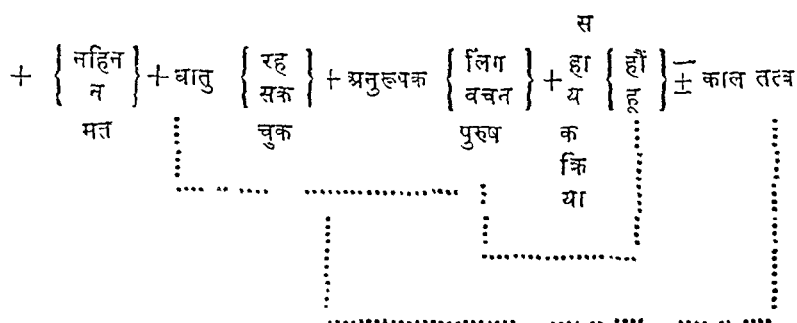 स
+ { नहिन + धातु { रह } + अनुरूपक { लिंग } + हा { हौं } ± काल तत्व
न सक वचन य हू
मत चुक पुरुष क
क्रि
या